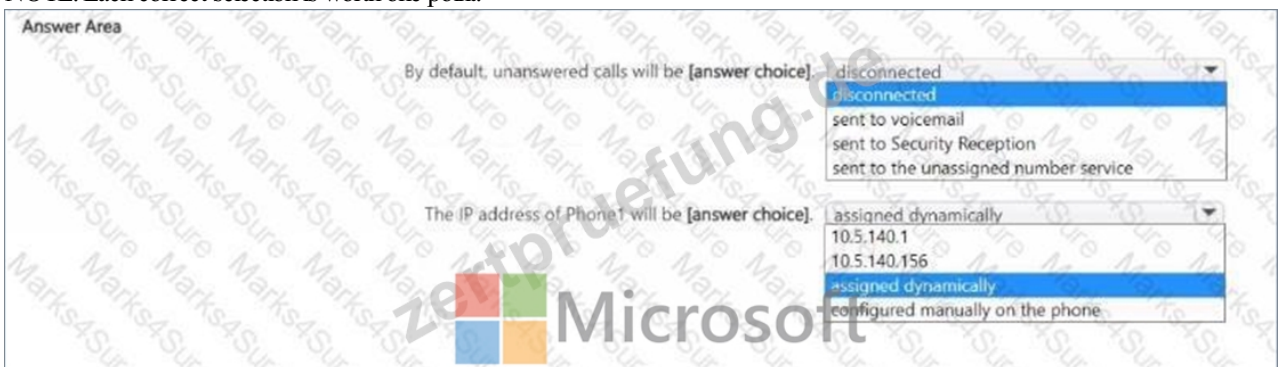 NOTE: Each correct selection is worth one point.
Answer Area
By default, unanswered calls will be [answer choice].
disconnected
disconnected
sent to voicemail
sent to Security Reception
sent to the unassigned number service
The IP address of Phone1 will be [answer choice].
assigned dynamically
10.5.140.1
10.5.140.156
assigned dynamically
configured manually on the phone
zertpruefung.de
Microsoft
Marks4Sure